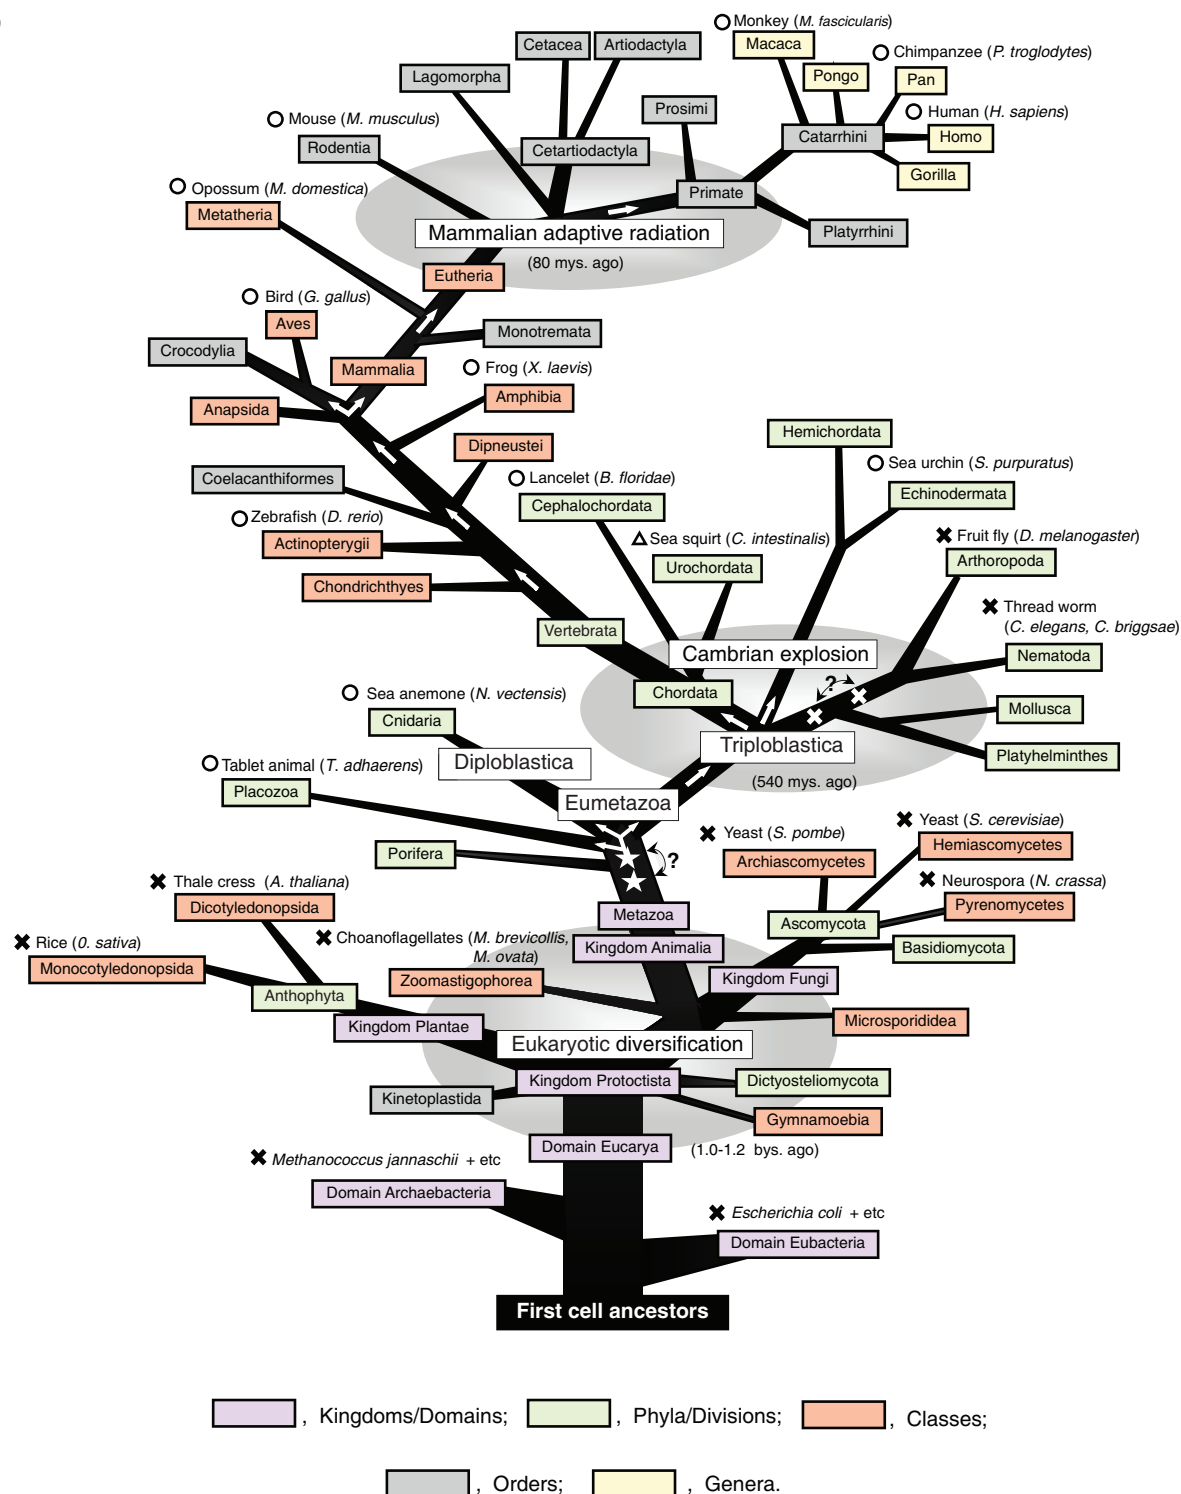 Monkey (M. fascicularis)
Cetacea
Artiodactyla
Macaca
Chimpanzee (P. troglodytes)
Lagomorpha
Pongo
Pan
Prosimi
Human (H. sapiens)
Mouse (M. musculus)
Rodentia
Cetartiodactyla
Catarrhini
Homo
Gorilla
Opossum (M. domestica)
Metatheria
Primate
Platyrrhini
Mammalian adaptive radiation
(80 mys. ago)
Eutheria
Bird (G. gallus)
Aves
Monotremata
Crocodylia
Mammalia
Frog (X. laevis)
Amphibia
Anapsida
Dipneustei
Hemichordata
Coelacanthiformes
Lancelet (B. floridae)
Cephalochordata
Sea urchin (S. purpuratus)
Echinodermata
Zebrafish (D. rerio)
Actinopterygii
Sea squirt (C. intestinalis)
Urochordata
Fruit fly (D. melanogaster)
Arthoropoda
Chondrichthyes
Thread worm
(C. elegans, C. briggsae)
Vertebrata
Cambrian explosion
Nematoda
Chordata
?
Sea anemone (N. vectensis)
Cnidaria
Mollusca
Triploblastica
Platyhelminthes
Diploblastica
Tablet animal (T. adhaerens)
Placozoa
(540 mys. ago)
Eumetazoa
Yeast (S. pombe)
Archiascomycetes
Yeast (S. cerevisiae)
Hemiascomycetes
Porifera
?
Thale cress (A. thaliana)
Dicotyledonopsida
Neurospora (N. crassa)
Pyrenomycetes
Metazoa
Ascomycota
Rice (0. sativa)
Monocotyledonopsida
Choanoflagellates (M. brevicollis,
M. ovata)
Kingdom Animalia
Basidiomycota
Zoomastigophorea
Kingdom Fungi
Anthophyta
Kingdom Plantae
Microsporididea
Eukaryotic diversification
Kingdom Protoctista
Dictyosteliomycota
Kinetoplastida
Gymnamoebia
Domain Eucarya
(1.0-1.2 bys. ago)
Methanococcus jannaschii + etc
Domain Archaebacteria
Escherichia coli + etc
Domain Eubacteria
First cell ancestors
, Kingdoms/Domains; , Phyla/Divisions; , Classes;
, Orders; , Genera.